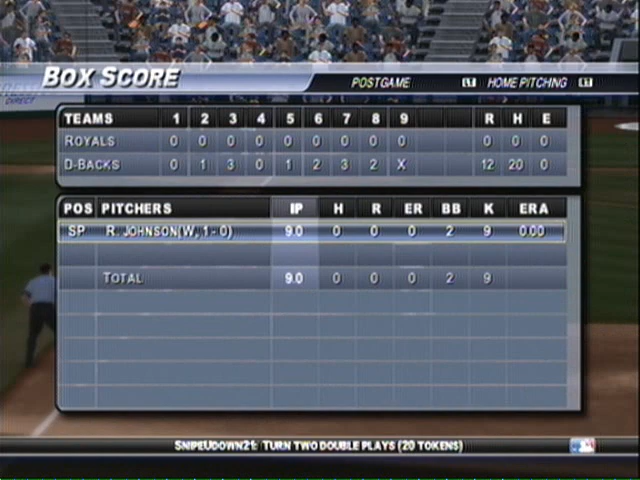 BOX SCORE POSTGAME LT HOME PITCHING RT
DIRECT
TEAMS 1 2 3 4 5 6 7 8 9 R H E
ROYALS 0 0 0 0 0 0 0 0 0 0 0 0
D-BACKS 0 1 3 0 1 2 3 2 X 12 20 0
POS PITCHERS IP H R ER BB K ERA
SP R. JOHNSON(W, 1-0) 9.0 0 0 0 2 9 0.00
TOTAL 9.0 0 0 0 2 9
SNIPEUDOWN21: TURN TWO DOUBLE PLAYS (20 TOKENS)